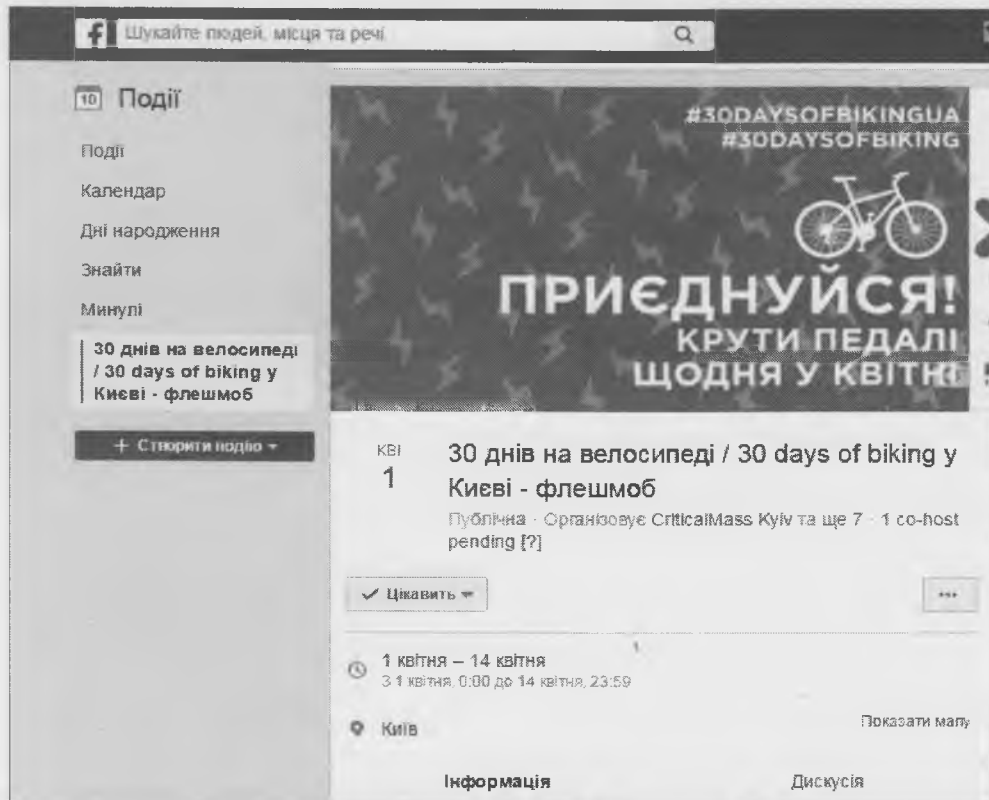 f
Шукайте людей, місця та речі
10 Події
Події
Календар
Дні народження
Знайти
Минулі
30 днів на велосипеді
/ 30 days of biking у
Києві - флешмоб
+ Створити подію
#30DAYSOFBIKINGUA
#30DAYSOFBIKING
ПРИЄДНУЙСЯ!
КРУТИ ПЕДАЛІ
ЩОДНЯ У КВІТНІ
КВІ
1
30 днів на велосипеді / 30 days of biking у
Києві - флешмоб
Публічна · Організовує CriticalMass Kyiv та ще 7 · 1 co-host
pending [?]
Цікавить
1 квітня – 14 квітня
З 1 квітня, 0:00 до 14 квітня, 23:59
Київ
Показати мапу
Інформація
Дискусія